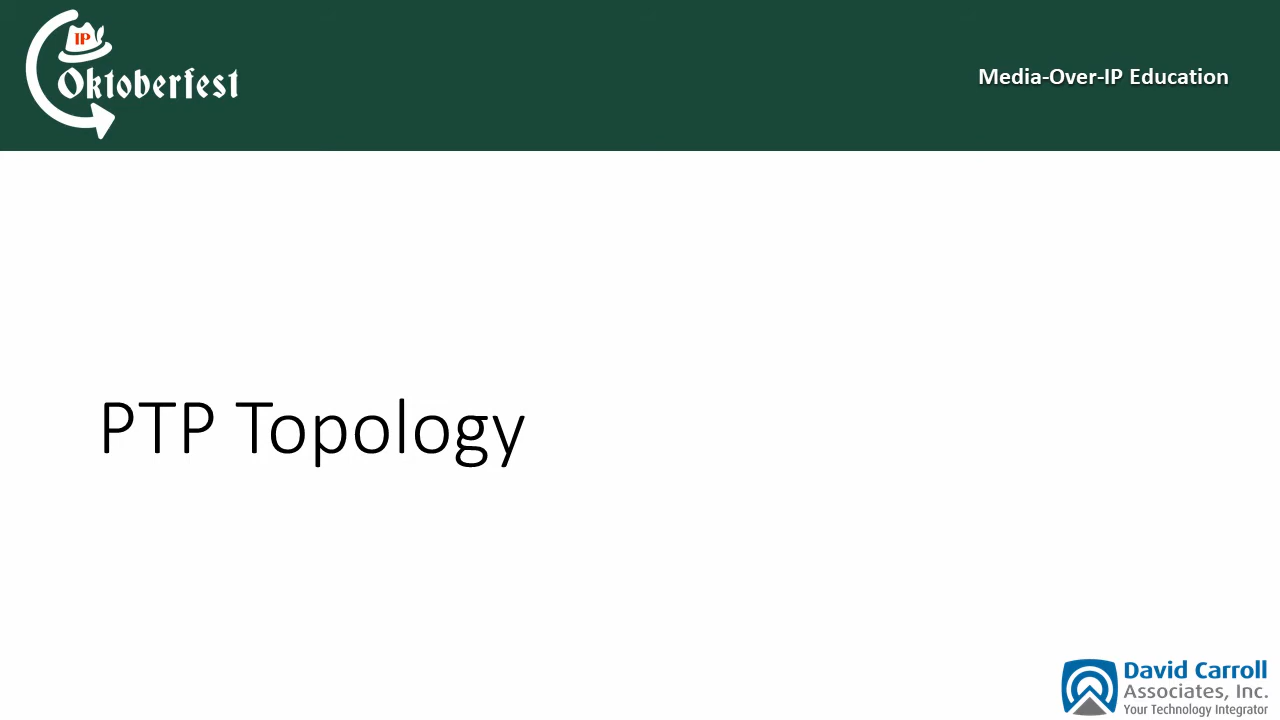 IP
Oktoberfest
Media-Over-IP Education
PTP Topology
David Carroll
Associates, Inc.
Your Technology Integrator